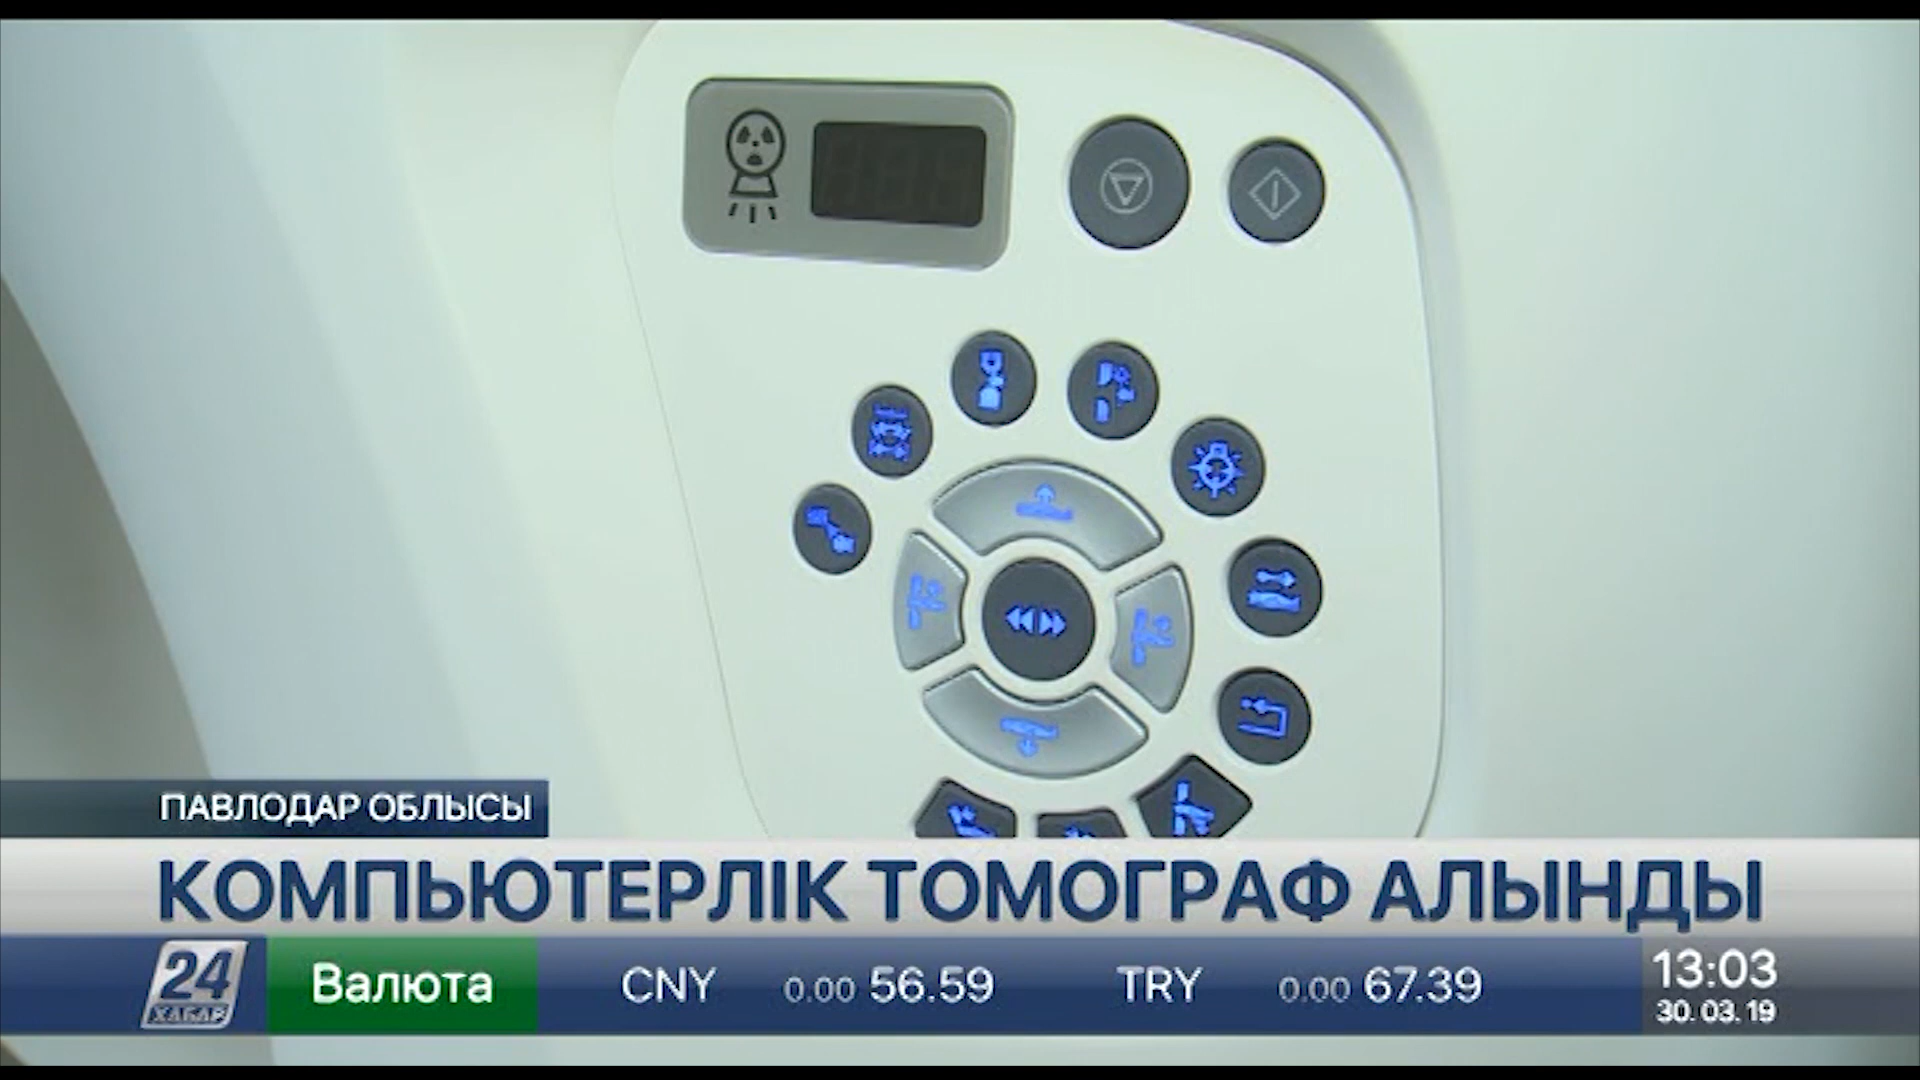 ПАВЛОДАР ОБЛЫСЫ
КОМПЬЮТЕРЛІК ТОМОГРАФ АЛЫНДЫ
24 ХАБАР Валюта CNY 0.00 56.59 TRY 0.00 67.39 13:03
30.03.19